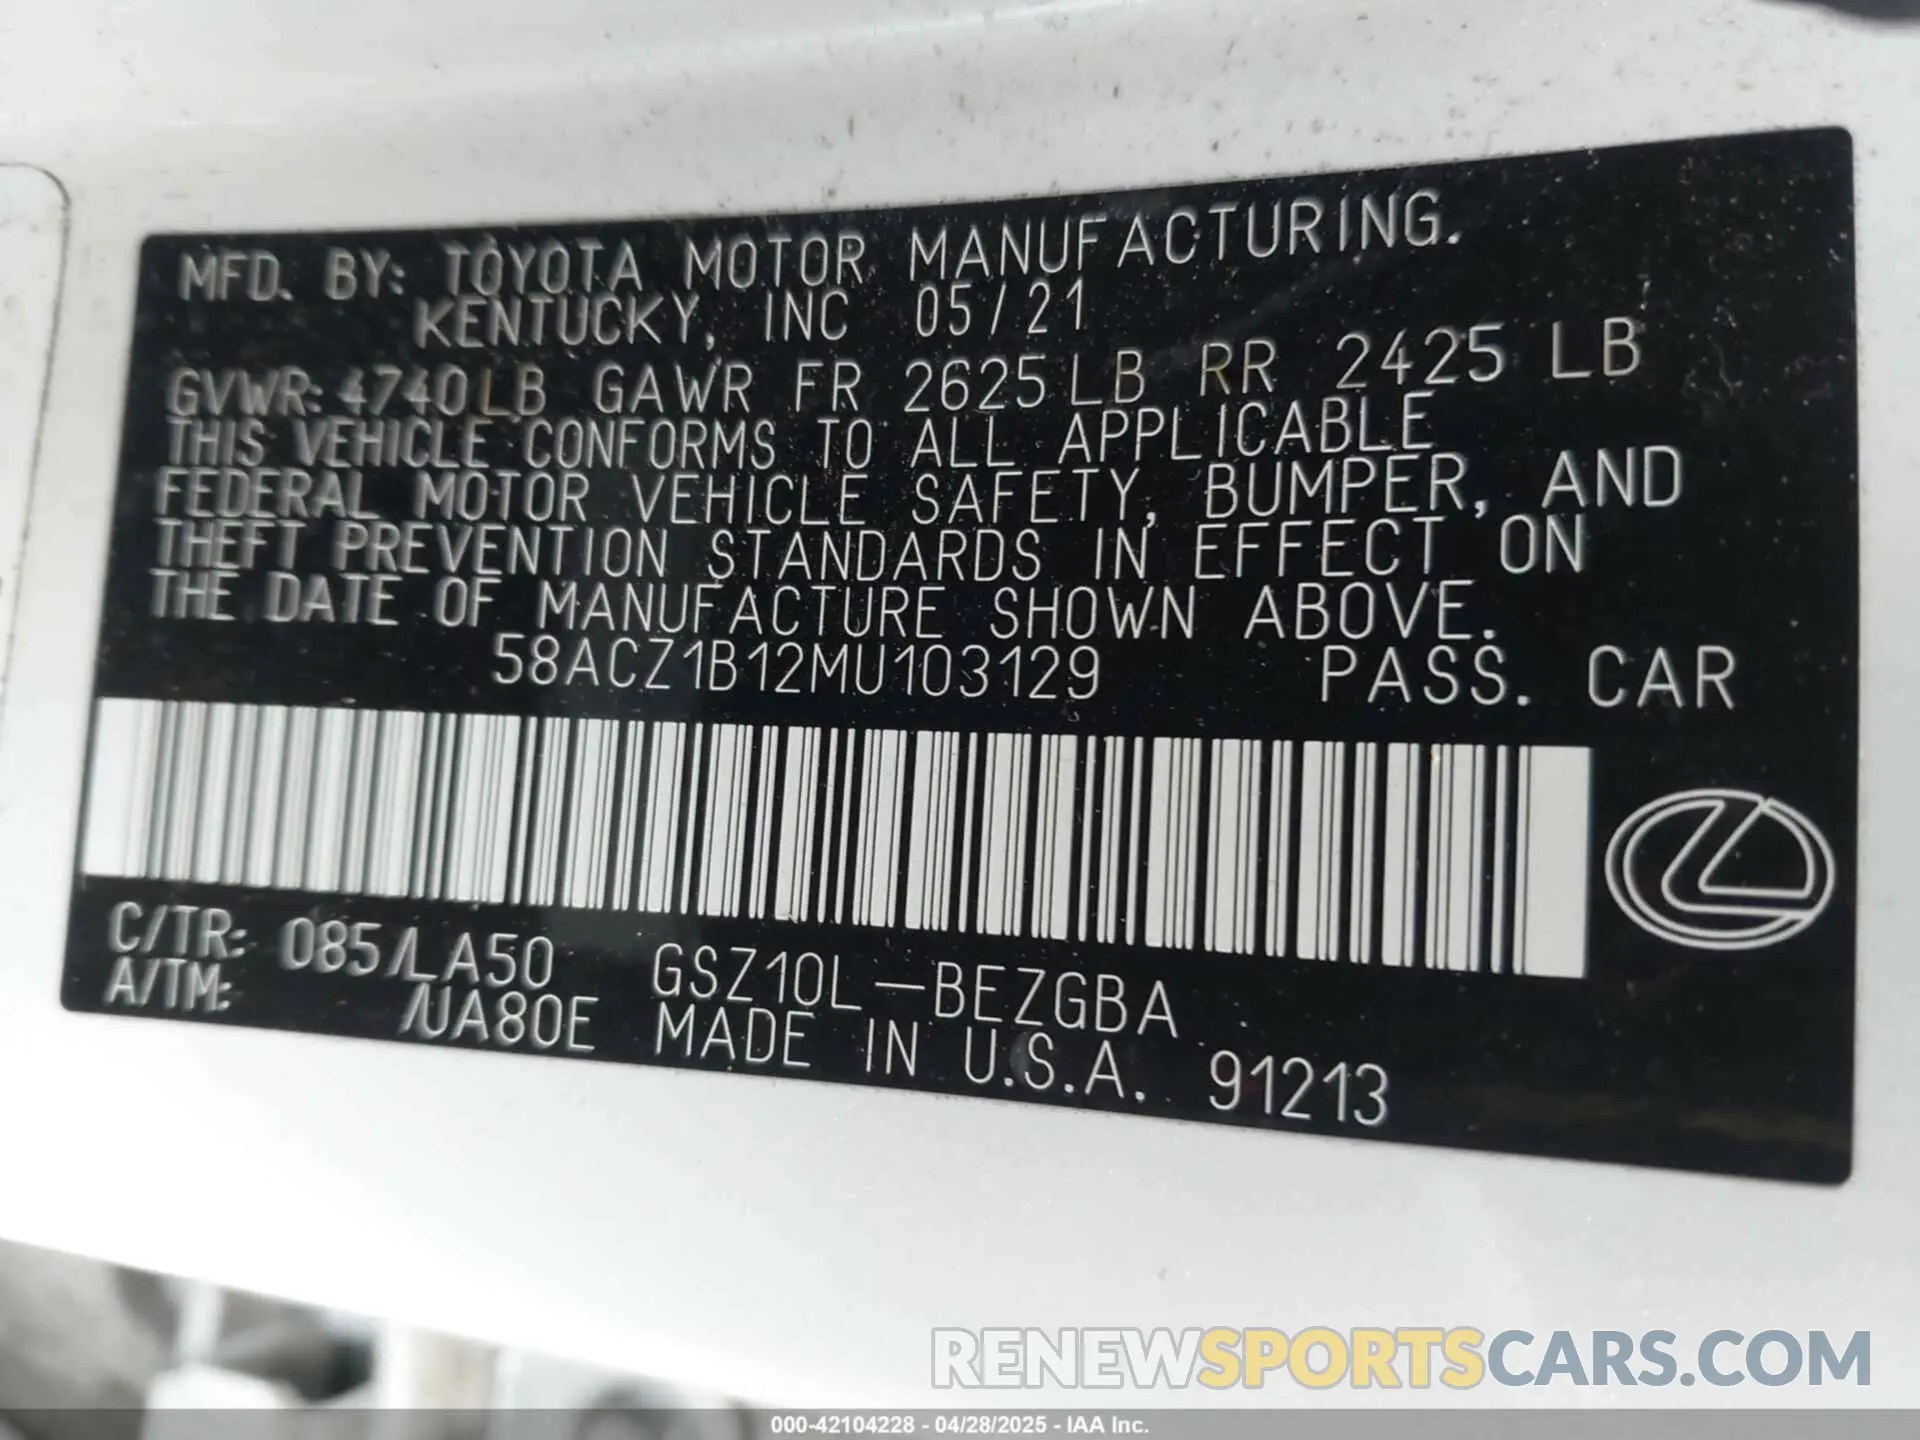 MFD. BY: TOYOTA MOTOR MANUFACTURING.
KENTUCKY, INC 05/21
GVWR: 4740LB GAWR FR 2625LB RR 2425 LB
THIS VEHICLE CONFORMS TO ALL APPLICABLE
FEDERAL MOTOR VEHICLE SAFETY, BUMPER, AND
THEFT PREVENTION STANDARDS IN EFFECT ON
THE DATE OF MANUFACTURE SHOWN ABOVE.
58ACZ1B12MU103129 PASS. CAR
C/TR: 085/LA50 GSZ10L-BEZGBA
A/TM: /UA80E MADE IN U.S.A. 91213
RENEWSPORTSCARS.COM
000-42104228 - 04/28/2025 - IAA Inc.